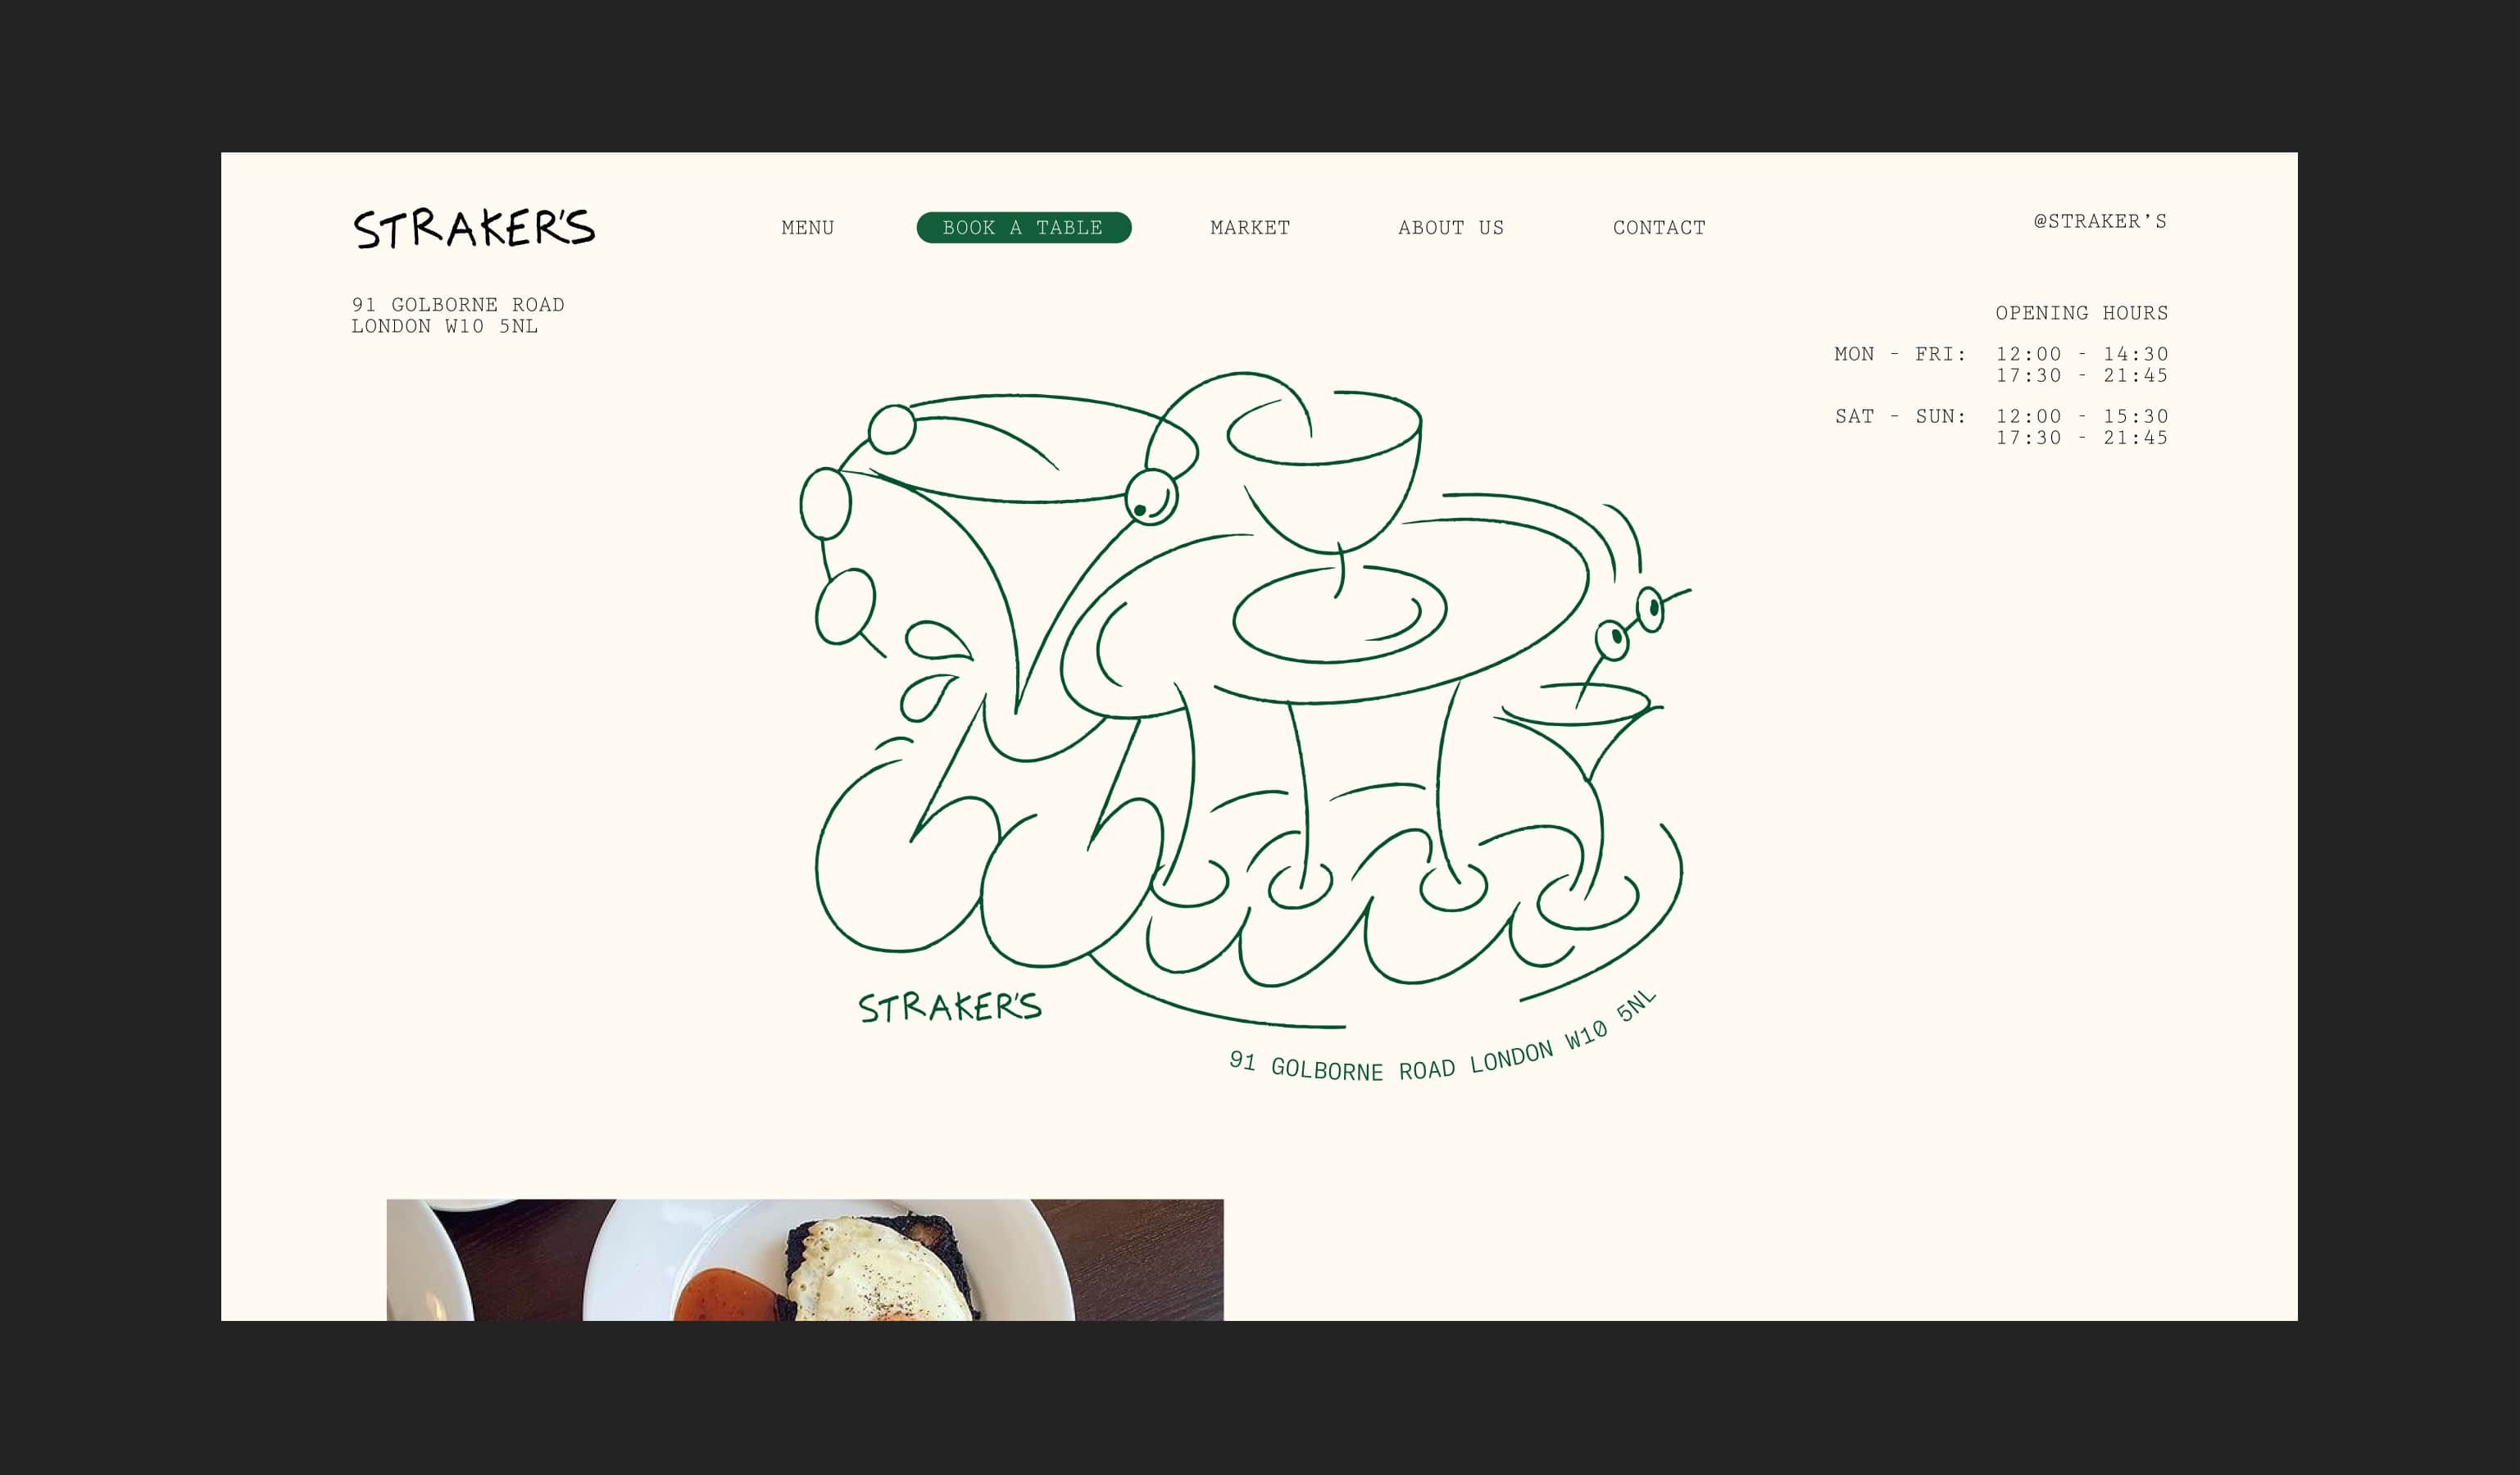 STRAKER'S
MENU
BOOK A TABLE
MARKET
ABOUT US
CONTACT
@STRAKER’S
91 GOLBORNE ROAD
LONDON W10 5NL
OPENING HOURS
MON - FRI: 12:00 - 14:30
17:30 - 21:45
SAT - SUN: 12:00 - 15:30
17:30 - 21:45
STRAKER'S
91 GOLBORNE ROAD LONDON W10 5NL